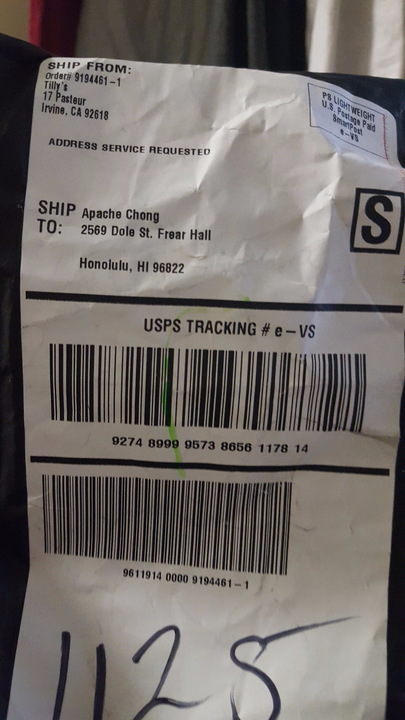 SHIP FROM:
Order# 9194461-1
Tilly's
17 Pasteur
Irvine, CA 92618
PS LIGHTWEIGHT
U.S. Postage Paid
SmartPost
e-VS
ADDRESS SERVICE REQUESTED
S
SHIP TO: Apache Chong
2569 Dole St. Frear Hall
Honolulu, HI 96822
USPS TRACKING # e-VS
9274 8999 9573 8656 1178 14
9611914 0000 9194461-1
1125